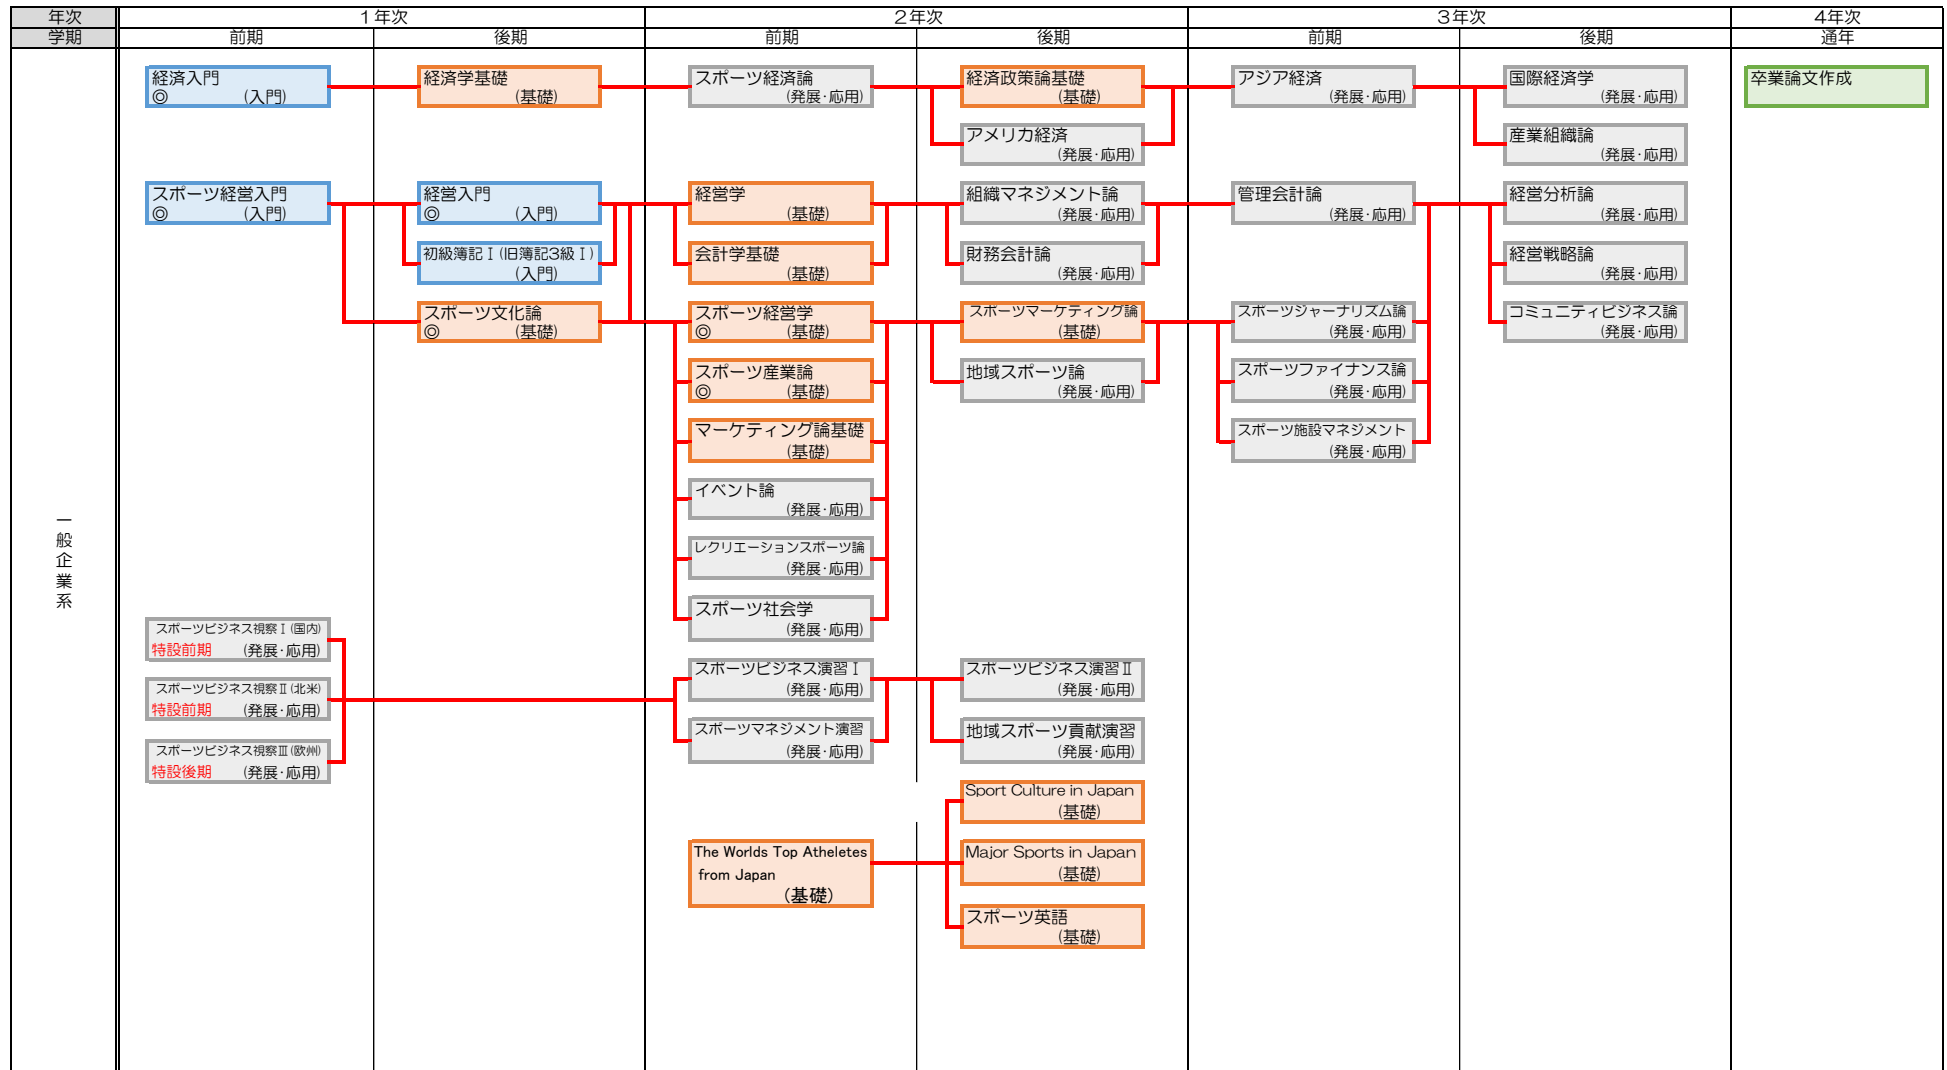 年次 1年次 2年次 3年次 4年次
学期 前期 後期 前期 後期 前期 後期 通年
一般企業系
経済入門
◎ (入門)
スポーツ経営入門
◎ (入門)
スポーツビジネス視察Ⅰ(国内)
特設前期 (発展・応用)
スポーツビジネス視察Ⅱ(北米)
特設前期 (発展・応用)
スポーツビジネス視察Ⅲ(欧州)
特設後期 (発展・応用)
経済学基礎
(基礎)
経営入門
◎ (入門)
初級簿記Ⅰ(旧簿記3級Ⅰ)
(入門)
スポーツ文化論
◎ (基礎)
スポーツ経済論
(発展・応用)
経営学
(基礎)
会計学基礎
(基礎)
スポーツ経営学
◎ (基礎)
スポーツ産業論
◎ (基礎)
マーケティング論基礎
(基礎)
イベント論
(発展・応用)
レクリエーションスポーツ論
(発展・応用)
スポーツ社会学
(発展・応用)
スポーツビジネス演習Ⅰ
(発展・応用)
スポーツマネジメント演習
(発展・応用)
The Worlds Top Atheletes
from Japan
(基礎)
経済政策論基礎
(基礎)
アメリカ経済
(発展・応用)
組織マネジメント論
(発展・応用)
財務会計論
(発展・応用)
スポーツマーケティング論
(基礎)
地域スポーツ論
(発展・応用)
スポーツビジネス演習Ⅱ
(発展・応用)
地域スポーツ貢献演習
(発展・応用)
Sport Culture in Japan
(基礎)
Major Sports in Japan
(基礎)
スポーツ英語
(基礎)
アジア経済
(発展・応用)
管理会計論
(発展・応用)
スポーツジャーナリズム論
(発展・応用)
スポーツファイナンス論
(発展・応用)
スポーツ施設マネジメント
(発展・応用)
国際経済学
(発展・応用)
産業組織論
(発展・応用)
経営分析論
(発展・応用)
経営戦略論
(発展・応用)
コミュニティビジネス論
(発展・応用)
卒業論文作成